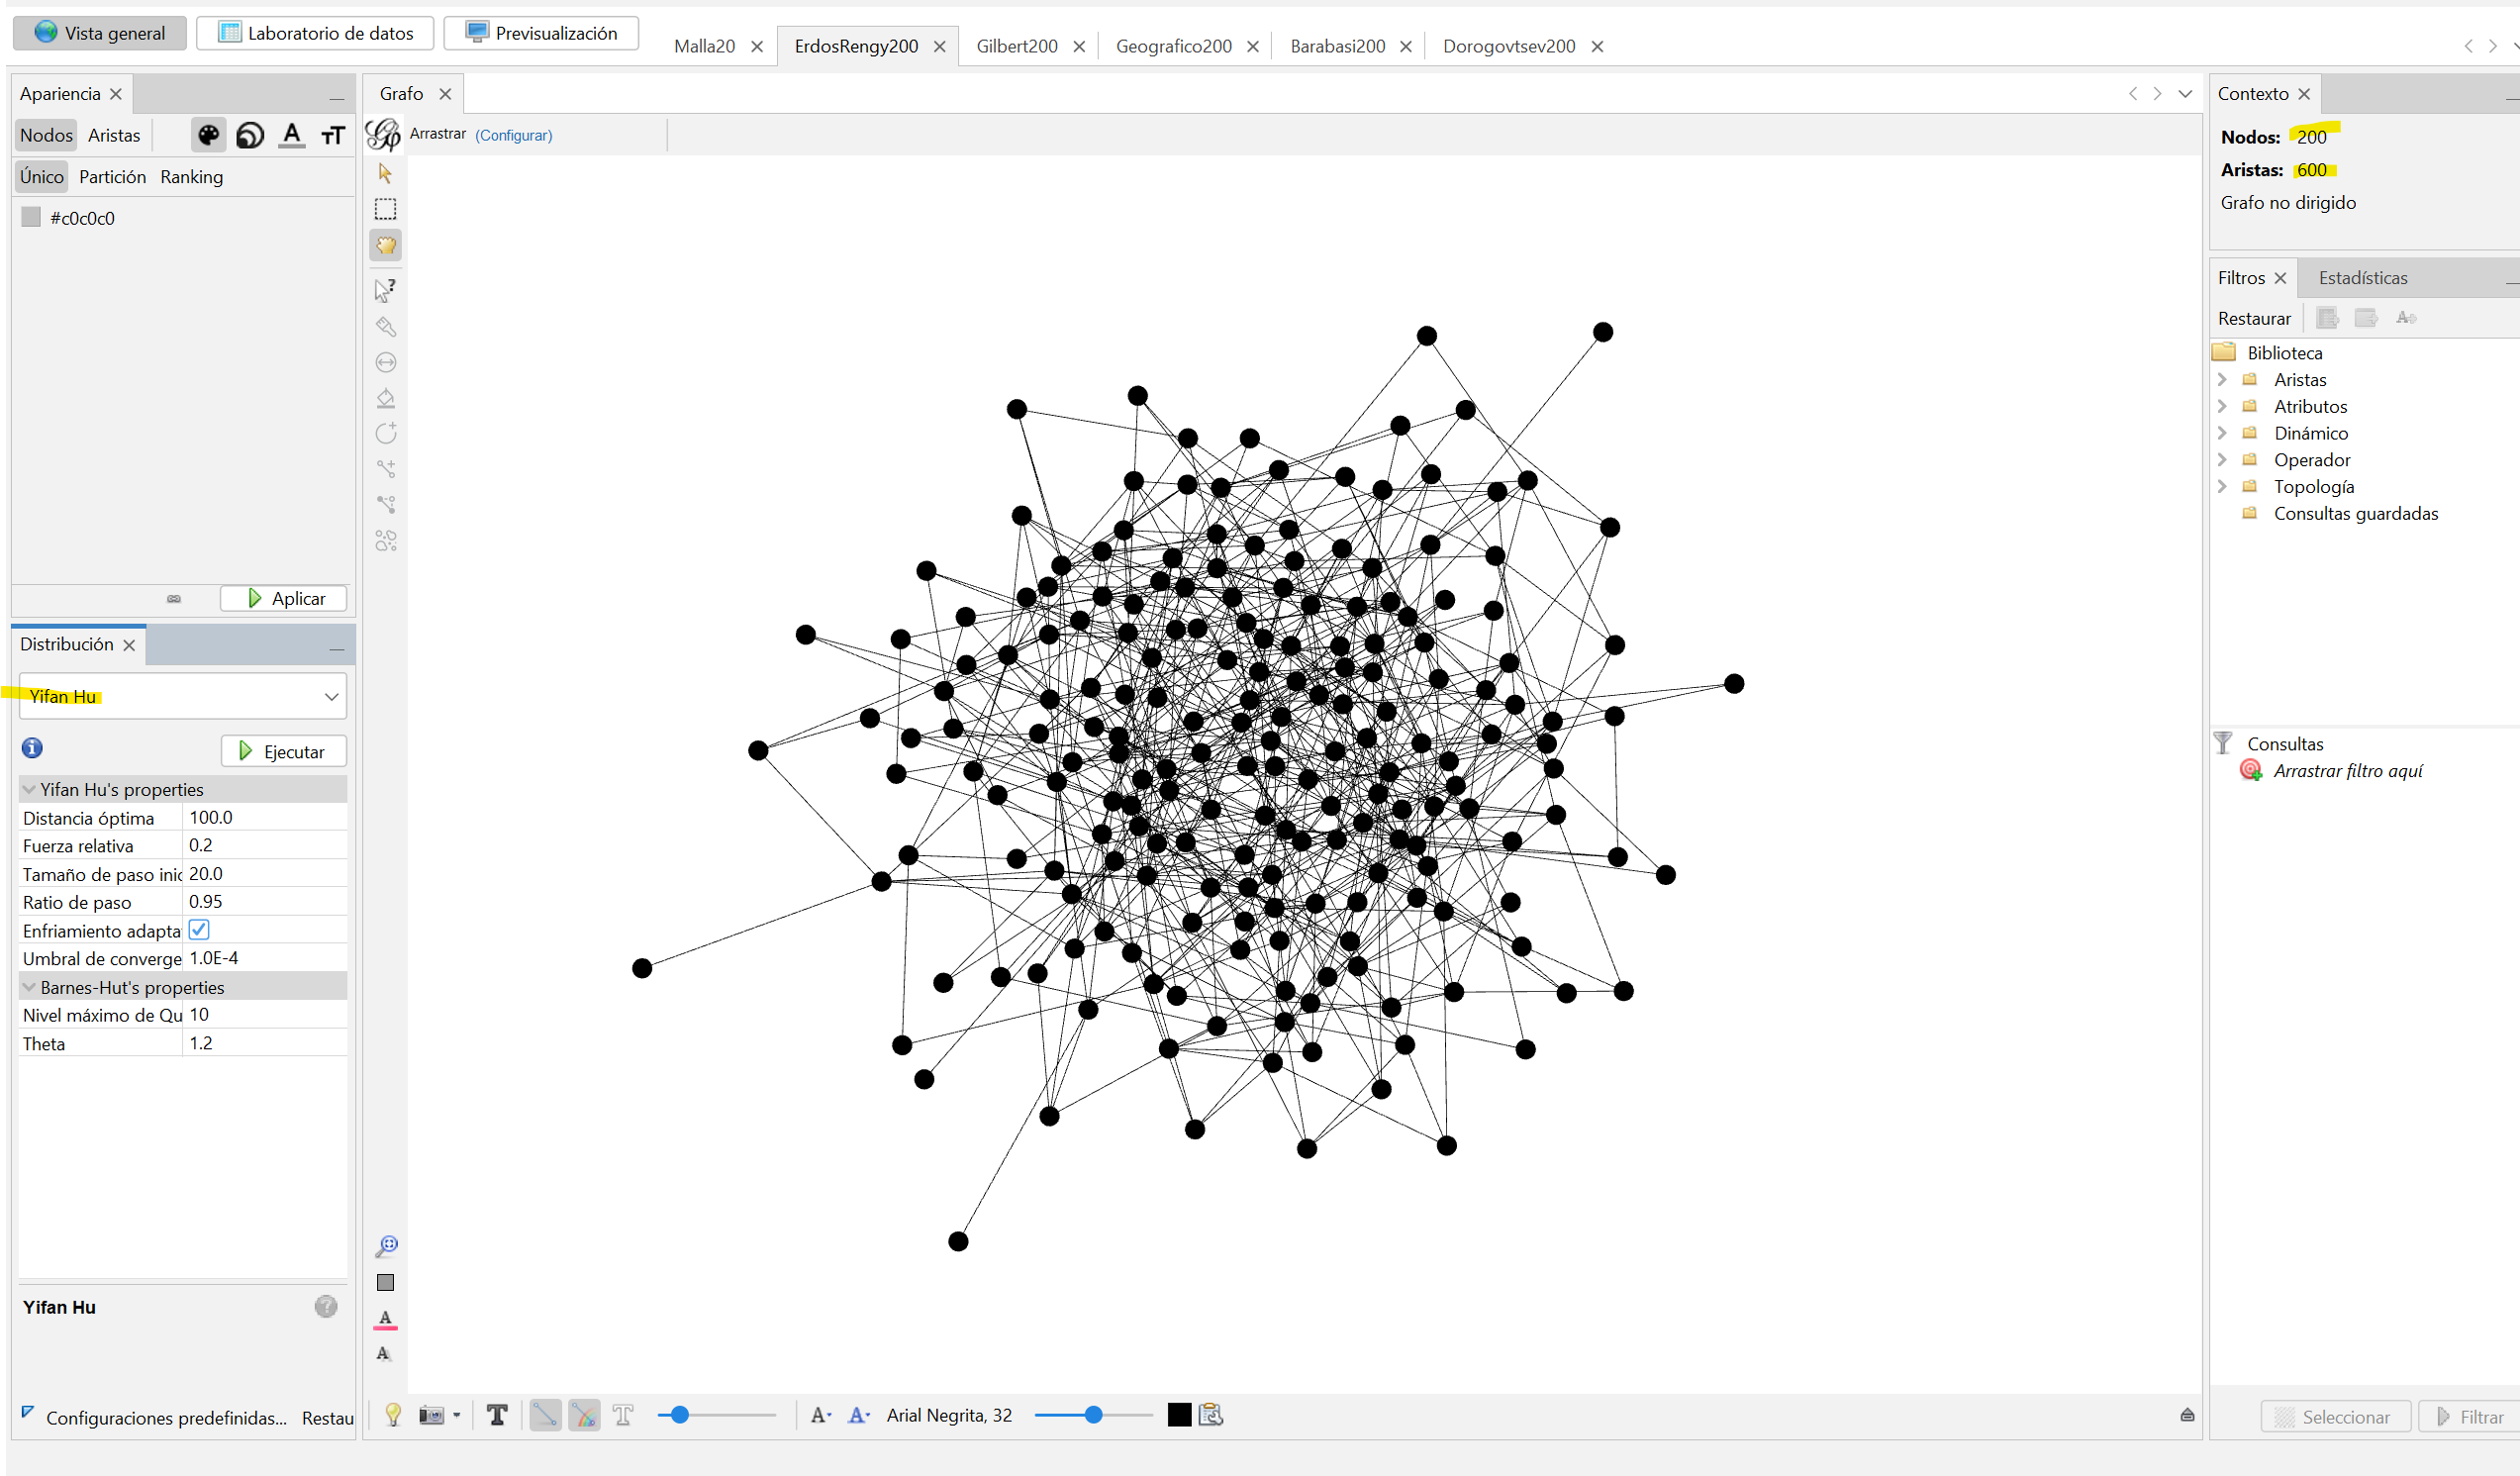 Vista general
Laboratorio de datos
Previsualización
Malla20
ErdosRengy200
Gilbert200
Geografico200
Barabasi200
Dorogovtsev200
Apariencia
Nodos
Aristas
Único
Partición
Ranking
#c0c0c0
Aplicar
Distribución
Yifan Hu
Ejecutar
Yifan Hu's properties
Distancia óptima 100.0
Fuerza relativa 0.2
Tamaño de paso inic 20.0
Ratio de paso 0.95
Enfriamiento adapta
Umbral de converge 1.0E-4
Barnes-Hut's properties
Nivel máximo de Qu 10
Theta 1.2
Yifan Hu
Configuraciones predefinidas... Restau
Grafo
Arrastrar (Configurar)
Arial Negrita, 32
Contexto
Nodos: 200
Aristas: 600
Grafo no dirigido
Filtros
Estadísticas
Restaurar
Biblioteca
Aristas
Atributos
Dinámico
Operador
Topología
Consultas guardadas
Consultas
Arrastrar filtro aquí
Seleccionar
Filtrar